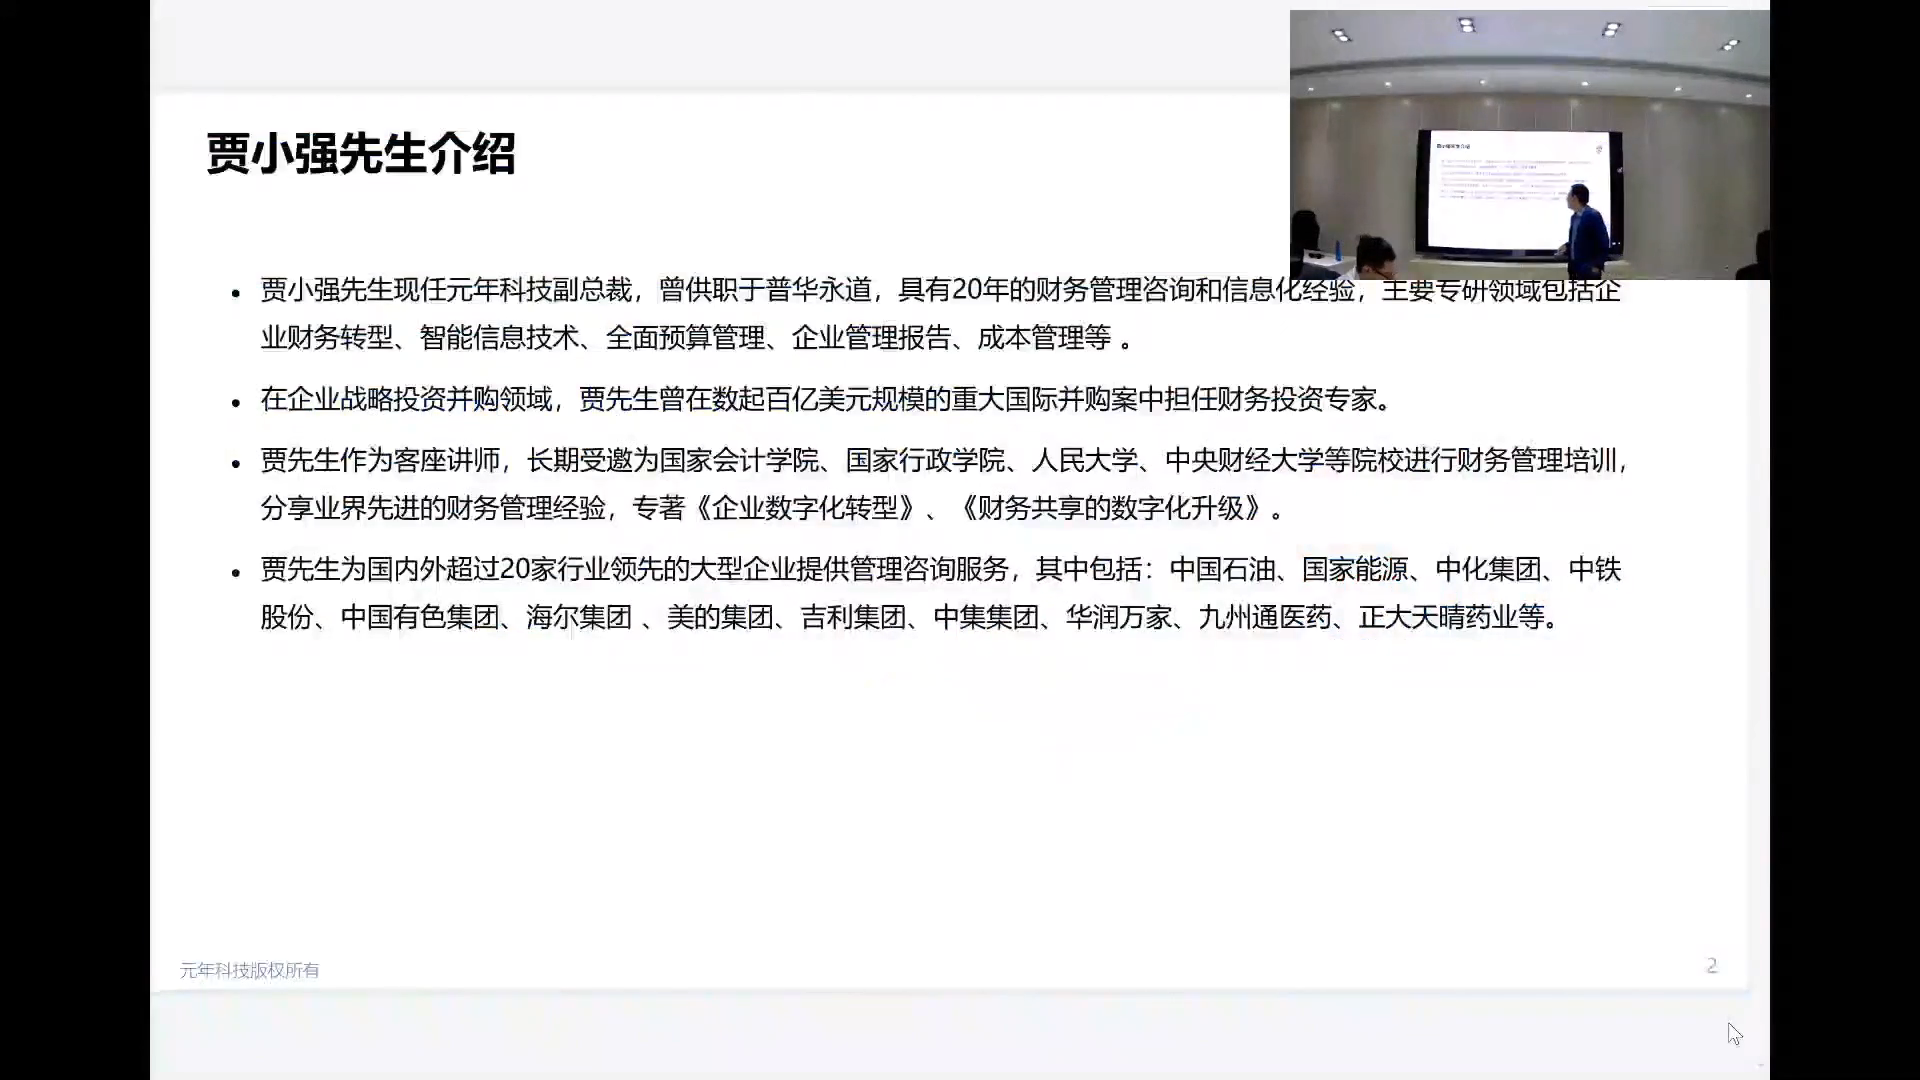 贾小强先生介绍
贾小强先生现任元年科技副总裁，曾供职于普华永道，具有20年的财务管理咨询和信息化经验，主要专研领域包括企
业财务转型、智能信息技术、全面预算管理、企业管理报告、成本管理等 。
在企业战略投资并购领域，贾先生曾在数起百亿美元规模的重大国际并购案中担任财务投资专家。
贾先生作为客座讲师，长期受邀为国家会计学院、国家行政学院、人民大学、中央财经大学等院校进行财务管理培训，
分享业界先进的财务管理经验，专著《企业数字化转型》、《财务共享的数字化升级》。
贾先生为国内外超过20家行业领先的大型企业提供管理咨询服务，其中包括：中国石油、国家能源、中化集团、中铁
股份、中国有色集团、海尔集团 、美的集团、吉利集团、中集集团、华润万家、九州通医药、正大天晴药业等。
元年科技版权所有
2